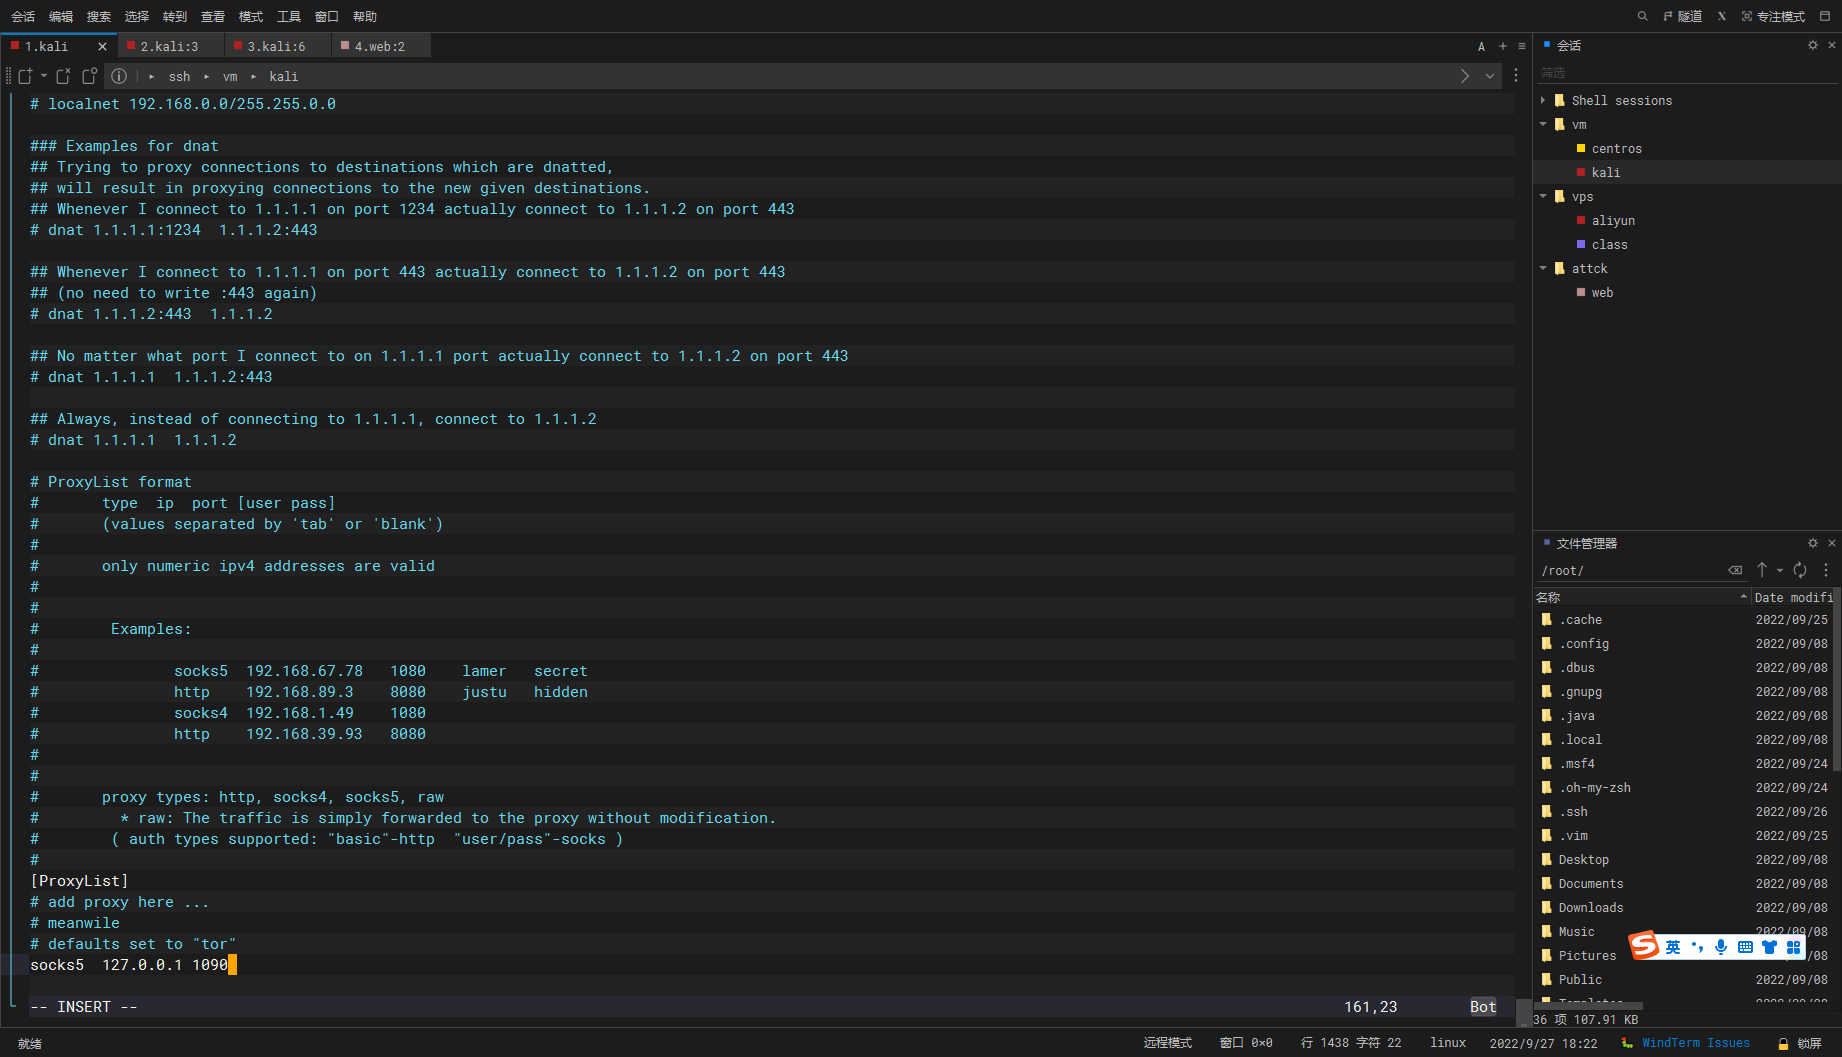 会话 编辑 搜索 选择 转到 查看 模式 工具 窗口 帮助 隧道 X 专注模式
1.kali 2.kali:3 3.kali:6 4.web:2 A
ssh vm kali
# localnet 192.168.0.0/255.255.0.0
### Examples for dnat
## Trying to proxy connections to destinations which are dnatted,
## will result in proxying connections to the new given destinations.
## Whenever I connect to 1.1.1.1 on port 1234 actually connect to 1.1.1.2 on port 443
# dnat 1.1.1.1:1234  1.1.1.2:443
## Whenever I connect to 1.1.1.1 on port 443 actually connect to 1.1.1.2 on port 443
## (no need to write :443 again)
# dnat 1.1.1.2:443  1.1.1.2
## No matter what port I connect to on 1.1.1.1 port actually connect to 1.1.1.2 on port 443
# dnat 1.1.1.1  1.1.1.2:443
## Always, instead of connecting to 1.1.1.1, connect to 1.1.1.2
# dnat 1.1.1.1  1.1.1.2
# ProxyList format
#       type  ip  port [user pass]
#       (values separated by 'tab' or 'blank')
#
#       only numeric ipv4 addresses are valid
#
#
#        Examples:
#
#               socks5  192.168.67.78   1080    lamer   secret
#               http    192.168.89.3    8080    justu   hidden
#               socks4  192.168.1.49    1080
#               http    192.168.39.93   8080
#
#
#       proxy types: http, socks4, socks5, raw
#         * raw: The traffic is simply forwarded to the proxy without modification.
#        ( auth types supported: "basic"-http  "user/pass"-socks )
#
[ProxyList]
# add proxy here ...
# meanwile
# defaults set to "tor"
socks5  127.0.0.1 1090
-- INSERT -- 161,23 Bot
会话
筛选
Shell sessions
vm
centros
kali
vps
aliyun
class
attck
web
文件管理器
/root/
名称 Date modifi
.cache 2022/09/25
.config 2022/09/08
.dbus 2022/09/08
.gnupg 2022/09/08
.java 2022/09/08
.local 2022/09/08
.msf4 2022/09/24
.oh-my-zsh 2022/09/24
.ssh 2022/09/26
.vim 2022/09/25
Desktop 2022/09/08
Documents 2022/09/08
Downloads 2022/09/08
Music /08
Pictures /08
Public 2022/09/08
S 英
36 项 107.91 KB
就绪 远程模式 窗口 0×0 行 1438 字符 22 linux 2022/9/27 18:22 WindTerm Issues 锁屏